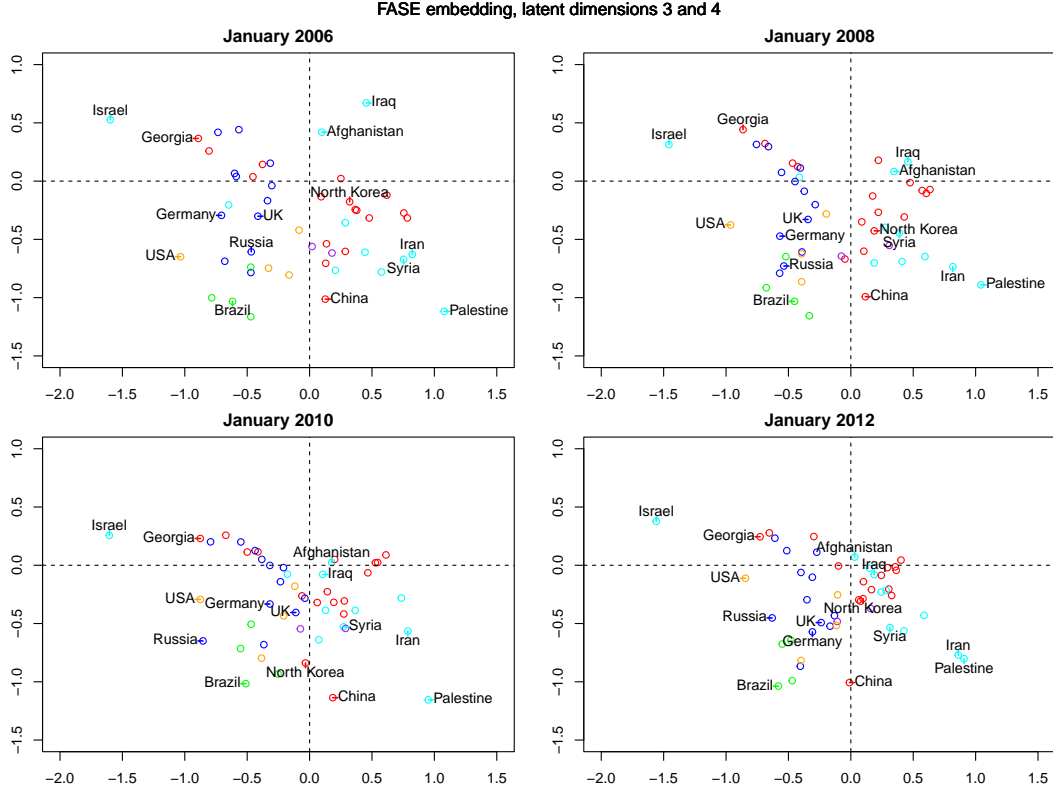 FASE embedding, latent dimensions 3 and 4
January 2006
January 2008
1.0
0.5
0.0
−0.5
−1.0
−1.5
Israel
Iraq
Afghanistan
Georgia
North Korea
Germany
UK
Russia
USA
Iran
Syria
China
Brazil
Palestine
−2.0 −1.5 −1.0 −0.5 0.0 0.5 1.0 1.5
1.0
0.5
0.0
−0.5
−1.0
−1.5
Georgia
Israel
Iraq
Afghanistan
USA
UK
Germany
North Korea
Syria
Russia
Iran
Brazil
China
Palestine
−2.0 −1.5 −1.0 −0.5 0.0 0.5 1.0 1.5
January 2010
January 2012
1.0
0.5
0.0
−0.5
−1.0
−1.5
Israel
Georgia
Afghanistan
Iraq
USA
Germany
UK
Syria
Russia
Iran
North Korea
Brazil
China
Palestine
−2.0 −1.5 −1.0 −0.5 0.0 0.5 1.0 1.5
1.0
0.5
0.0
−0.5
−1.0
−1.5
Israel
Georgia
Afghanistan
Iraq
USA
North Korea
Russia
UK
Germany
Syria
Iran
Palestine
Brazil
China
−2.0 −1.5 −1.0 −0.5 0.0 0.5 1.0 1.5